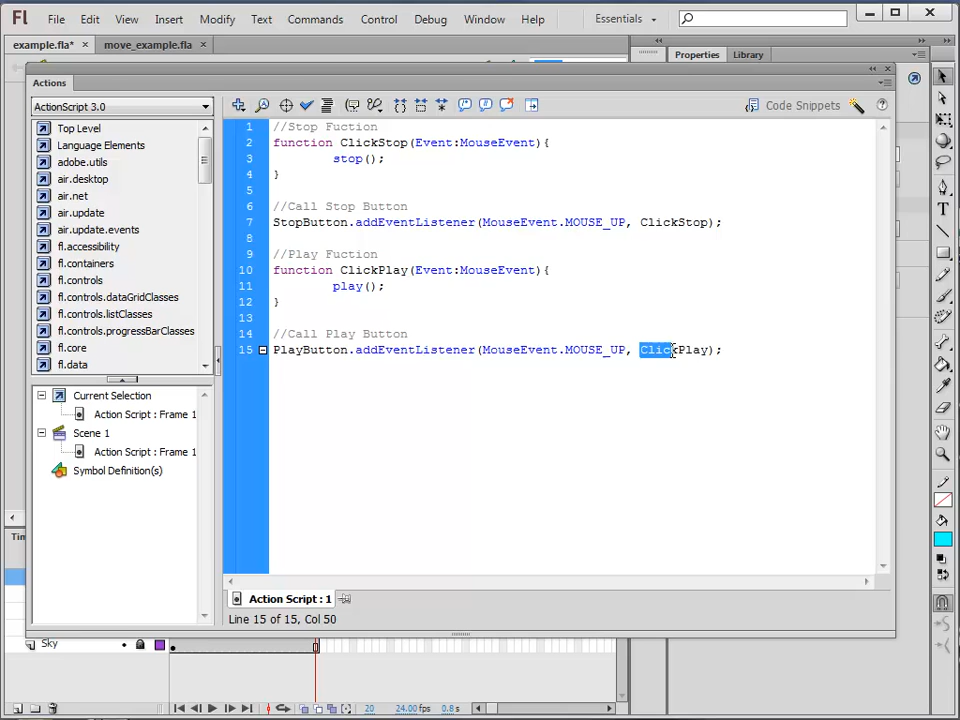 Fl File Edit View Insert Modify Text Commands Control Debug Window Help Essentials
example.fla* × move_example.fla × Properties Library
Actions
ActionScript 3.0 Code Snippets
Top Level
Language Elements
adobe.utils
air.desktop
air.net
air.update
air.update.events
fl.accessibility
fl.containers
fl.controls
fl.controls.dataGridClasses
fl.controls.listClasses
fl.controls.progressBarClasses
fl.core
fl.data
Current Selection
Action Script : Frame 1
Scene 1
Action Script : Frame 1
Symbol Definition(s)
1 //Stop Fuction
2 function ClickStop(Event:MouseEvent){
3 stop();
4 }
5
6 //Call Stop Button
7 StopButton.addEventListener(MouseEvent.MOUSE_UP, ClickStop);
8
9 //Play Fuction
10 function ClickPlay(Event:MouseEvent){
11 play();
12 }
13
14 //Call Play Button
15 PlayButton.addEventListener(MouseEvent.MOUSE_UP, ClickPlay);
Action Script : 1
Line 15 of 15, Col 50
Sky
20 24.00 fps 0.8 s